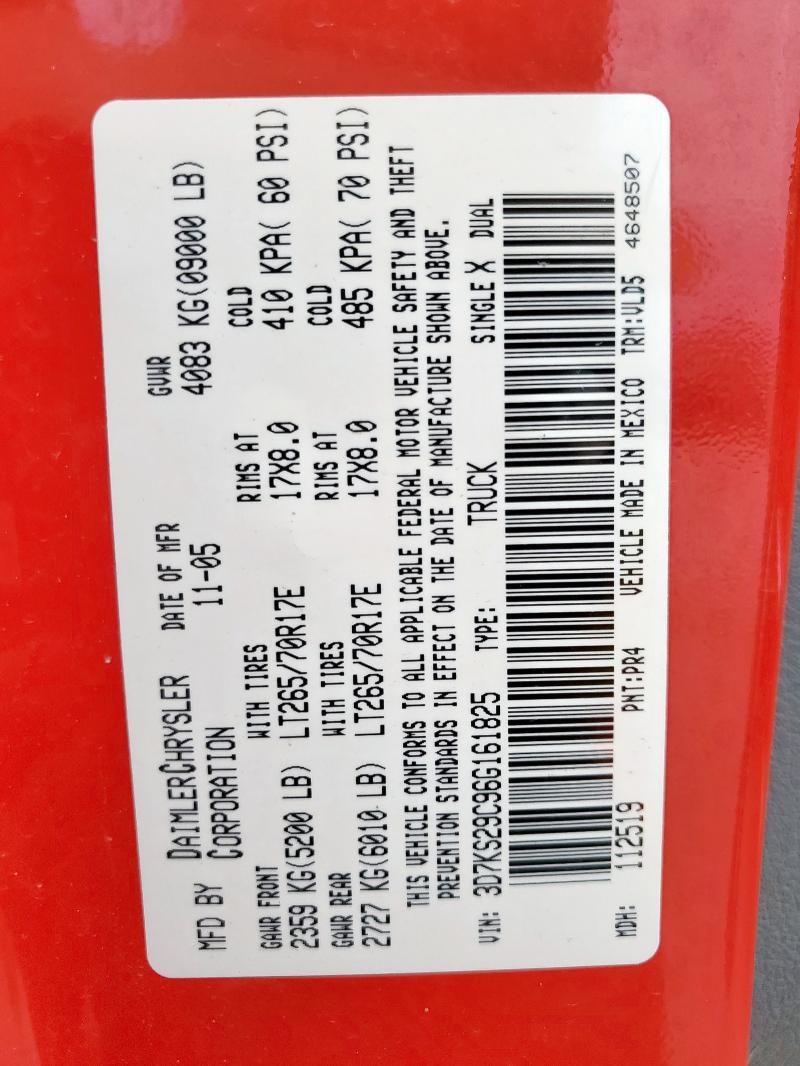 MFD BY DAIMLERCHRYSLER DATE OF MFR GVWR
CORPORATION 11-05 4083 KG(09000 LB)
GAWR FRONT WITH TIRES RIMS AT COLD
2359 KG(5200 LB) LT265/70R17E 17X8.0 410 KPA( 60 PSI)
GAWR REAR WITH TIRES RIMS AT COLD
2727 KG(6010 LB) LT265/70R17E 17X8.0 485 KPA( 70 PSI)
THIS VEHICLE CONFORMS TO ALL APPLICABLE FEDERAL MOTOR VEHICLE SAFETY AND THEFT
PREVENTION STANDARDS IN EFFECT ON THE DATE OF MANUFACTURE SHOWN ABOVE.
VIN: 3D7KS29C96G161825 TYPE: TRUCK SINGLE X DUAL
MDH: 112519 PNT:PR4 VEHICLE MADE IN MEXICO TRM:VLD5 4648507